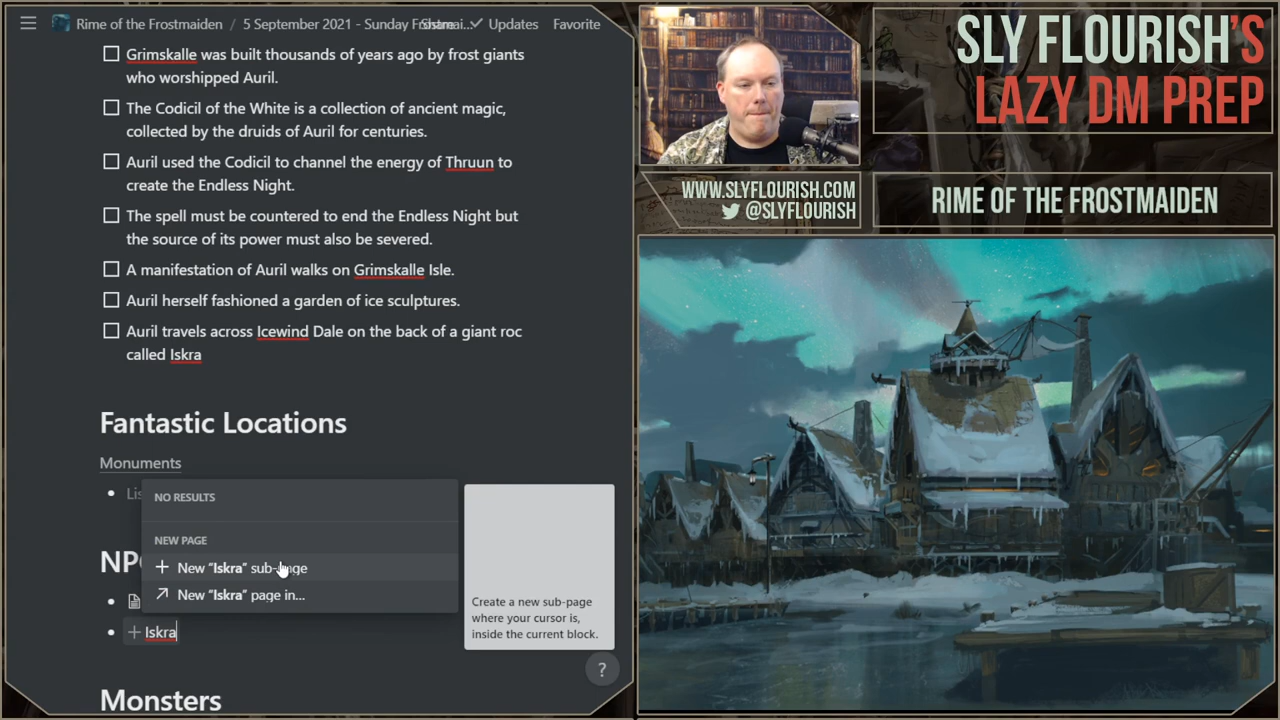 Rime of the Frostmaiden / 5 September 2021 - Sunday
Updates
Favorite
Grimskalle was built thousands of years ago by frost giants
who worshipped Auril.
The Codicil of the White is a collection of ancient magic,
collected by the druids of Auril for centuries.
Auril used the Codicil to channel the energy of Thruun to
create the Endless Night.
The spell must be countered to end the Endless Night but
the source of its power must also be severed.
A manifestation of Auril walks on Grimskalle Isle.
Auril herself fashioned a garden of ice sculptures.
Auril travels across Icewind Dale on the back of a giant roc
called Iskra
Fantastic Locations
Monuments
NO RESULTS
NEW PAGE
New "Iskra" sub-page
New "Iskra" page in...
Create a new sub-page
where your cursor is,
inside the current block.
+ Iskra
?
Monsters
SLY FLOURISH'S
LAZY DM PREP
WWW.SLYFLOURISH.COM
@SLYFLOURISH
RIME OF THE FROSTMAIDEN